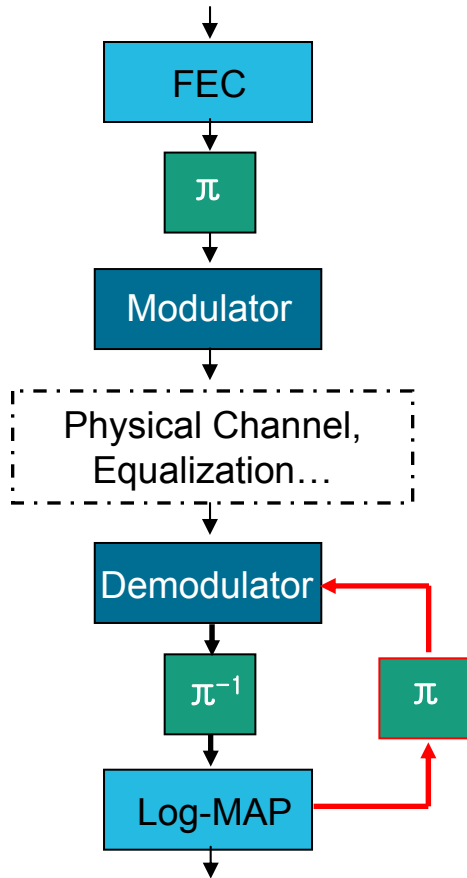 FEC
π
Modulator
Physical Channel,
Equalization…
Demodulator
π⁻¹
π
Log-MAP